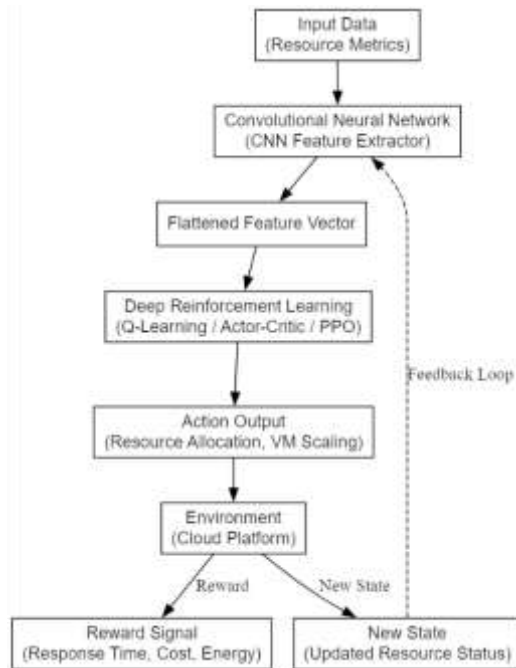 Input Data
(Resource Metrics)
Convolutional Neural Network
(CNN Feature Extractor)
Flattened Feature Vector
Deep Reinforcement Learning
(Q-Learning / Actor-Critic / PPO)
Feedback Loop
Action Output
(Resource Allocation, VM Scaling)
Environment
(Cloud Platform)
Reward
New State
Reward Signal
(Response Time, Cost, Energy)
New State
(Updated Resource Status)